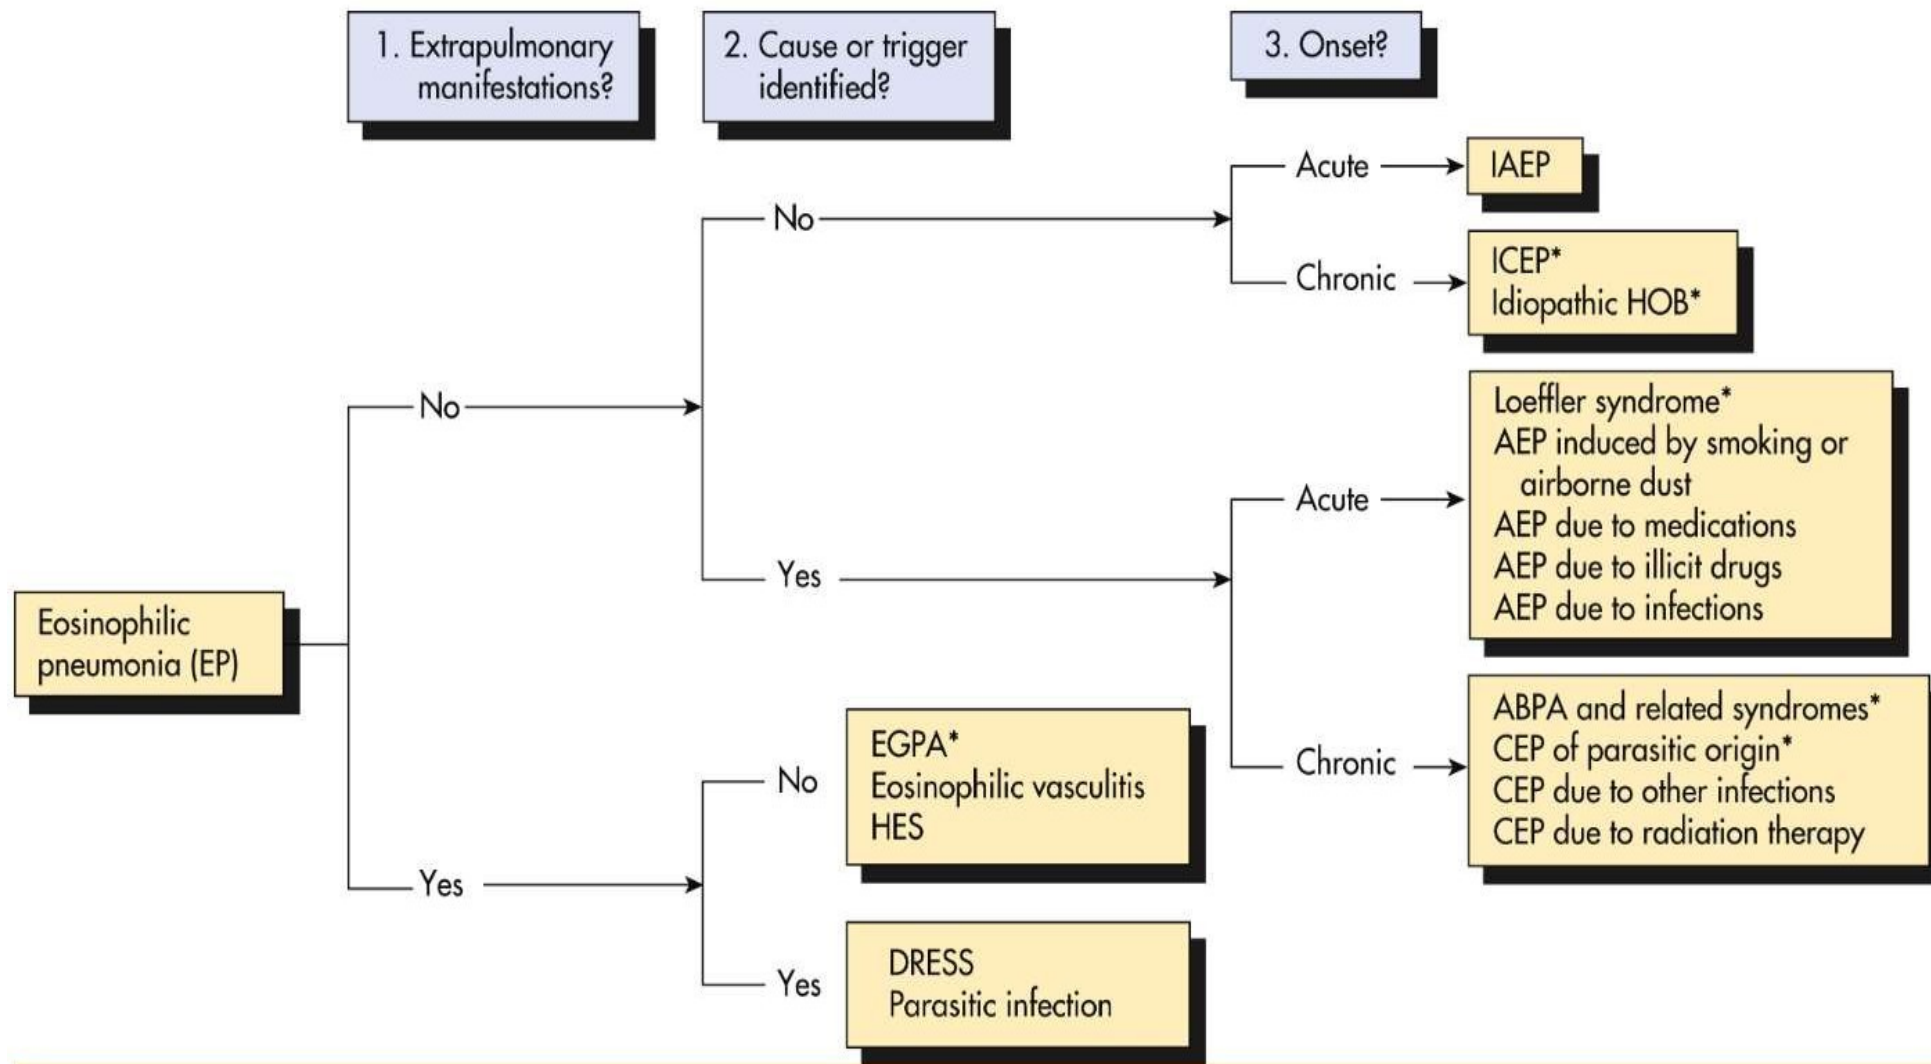 1. Extrapulmonary
manifestations?
2. Cause or trigger
identified?
3. Onset?
Acute
IAEP
No
Chronic
ICEP*
Idiopathic HOB*
No
Acute
Loeffler syndrome*
AEP induced by smoking or
airborne dust
AEP due to medications
AEP due to illicit drugs
AEP due to infections
Yes
Eosinophilic
pneumonia (EP)
Chronic
ABPA and related syndromes*
CEP of parasitic origin*
CEP due to other infections
CEP due to radiation therapy
No
EGPA*
Eosinophilic vasculitis
HES
Yes
Yes
DRESS
Parasitic infection